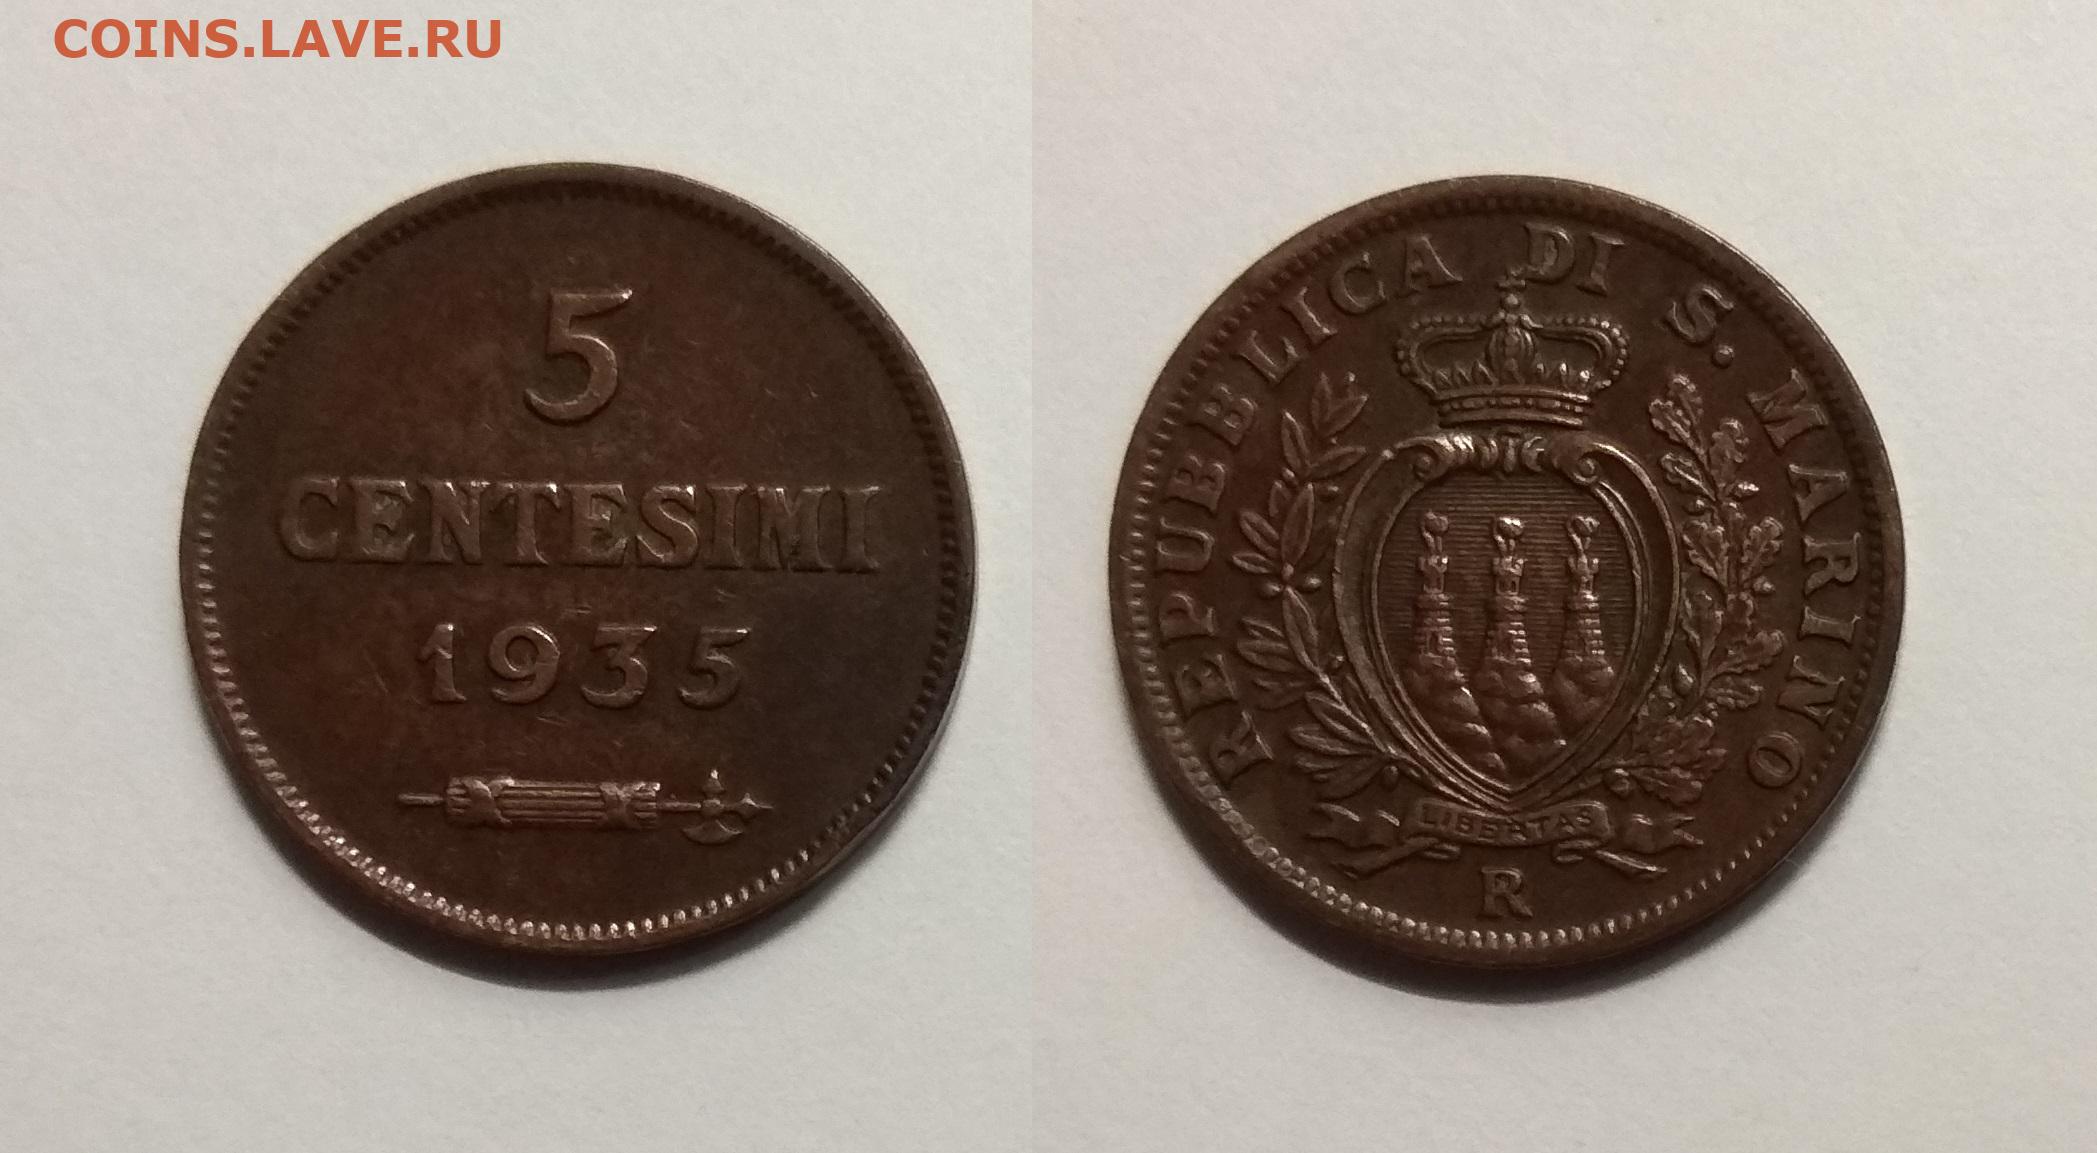 COINS.LAVE.RU
5
CENTESIMI
1935
REPUBBLICA DI S. MARINO
LIBERTAS
R